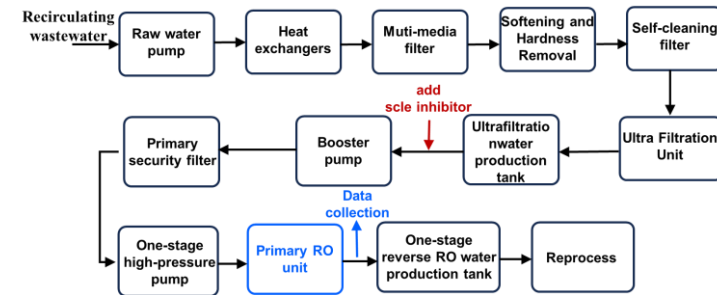 Recirculating
wastewater
Raw water
pump
Heat
exchangers
Muti-media
filter
Softening and
Hardness
Removal
Self-cleaning
filter
Primary
security filter
Booster
pump
add
scle inhibitor
Ultrafiltratio
nwater
production
tank
Ultra Filtration
Unit
One-stage
high-pressure
pump
Primary RO
unit
Data
collection
One-stage
reverse RO water
production tank
Reprocess